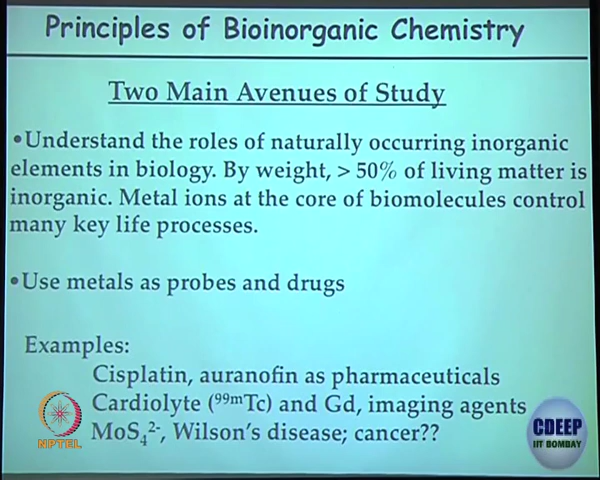 Principles of Bioinorganic Chemistry
Two Main Avenues of Study
•Understand the roles of naturally occurring inorganic
elements in biology. By weight, > 50% of living matter is
inorganic. Metal ions at the core of biomolecules control
many key life processes.
•Use metals as probes and drugs
Examples:
Cisplatin, auranofin as pharmaceuticals
Cardiolyte (⁹⁹ᵐTc) and Gd, imaging agents
MoS₄²⁻, Wilson's disease; cancer??
NPTEL
CDEEP
IIT BOMBAY